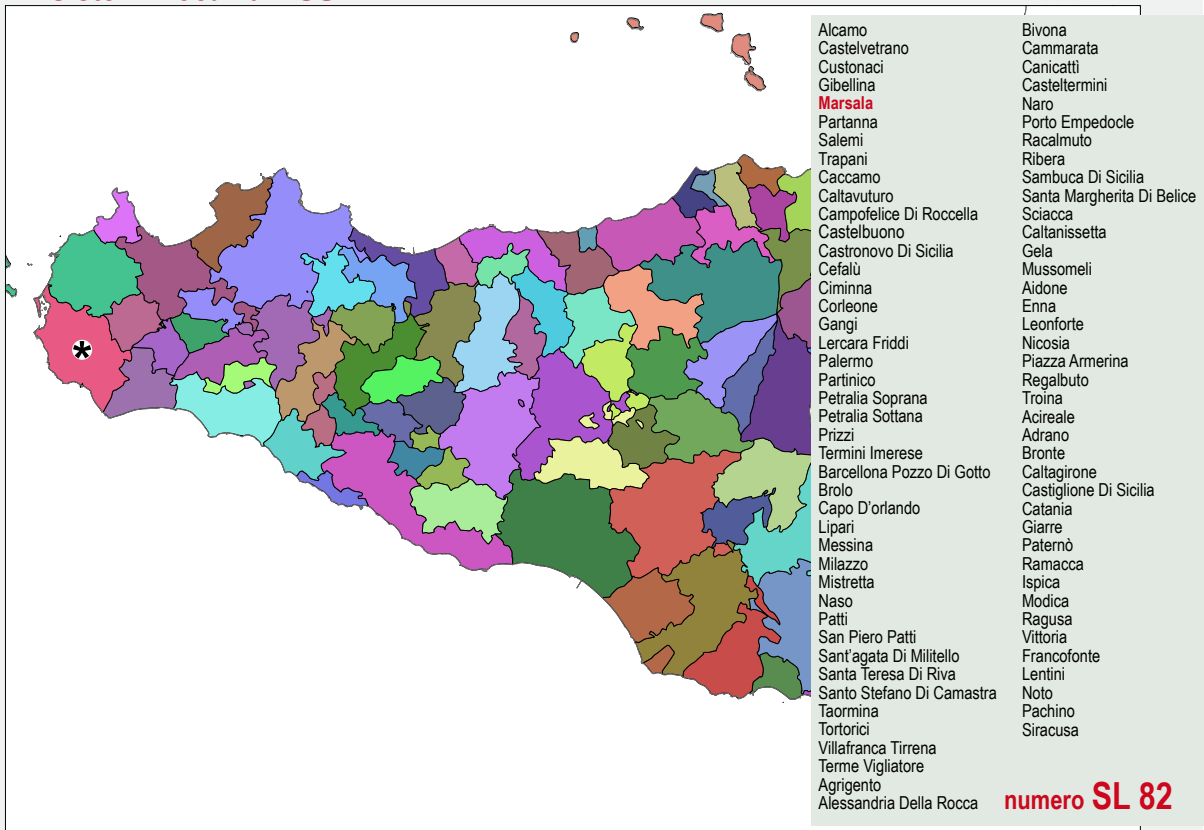 Alcamo
Castelvetrano
Custonaci
Gibellina
Marsala
Partanna
Salemi
Trapani
Caccamo
Caltavuturo
Campofelice Di Roccella
Castelbuono
Castronovo Di Sicilia
Cefalù
Ciminna
Corleone
Gangi
Lercara Friddi
Palermo
Partinico
Petralia Soprana
Petralia Sottana
Prizzi
Termini Imerese
Barcellona Pozzo Di Gotto
Brolo
Capo D'orlando
Lipari
Messina
Milazzo
Mistretta
Naso
Patti
San Piero Patti
Sant'agata Di Militello
Santa Teresa Di Riva
Santo Stefano Di Camastra
Taormina
Tortorici
Villafranca Tirrena
Terme Vigliatore
Agrigento
Alessandria Della Rocca
Bivona
Cammarata
Canicattì
Casteltermini
Naro
Porto Empedocle
Racalmuto
Ribera
Sambuca Di Sicilia
Santa Margherita Di Belice
Sciacca
Caltanissetta
Gela
Mussomeli
Aidone
Enna
Leonforte
Nicosia
Piazza Armerina
Regalbuto
Troina
Acireale
Adrano
Bronte
Caltagirone
Castiglione Di Sicilia
Catania
Giarre
Paternò
Ramacca
Ispica
Modica
Ragusa
Vittoria
Francofonte
Lentini
Noto
Pachino
Siracusa
numero SL 82